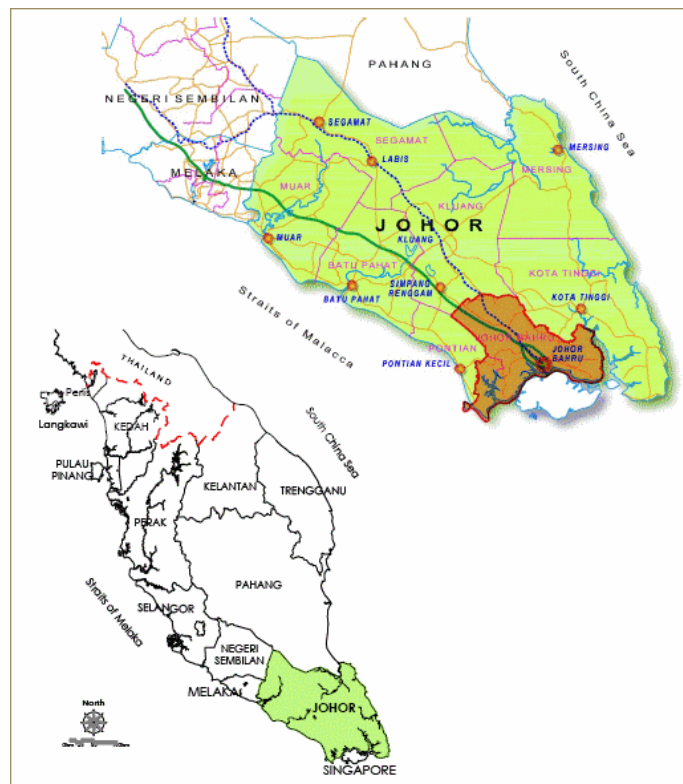 PAHANG
South China Sea
NEGERI SEMBILAN
SEGAMAT
SEGAMAT
MERSING
LABIS
MELAKA
MERSING
MUAR
KLUANG
JOHOR
MUAR
KLUANG
BATU PAHAT
KOTA TINGGI
SIMPANG
RENGGAM
BATU PAHAT
KOTA TINGGI
Straits of Malacca
JOHOR BAHRU
PONTIAN
JOHOR
BAHRU
PONTIAN KECIL
THAILAND
Perlis
Langkawi
KEDAH
South China Sea
PULAU
PINANG
KELANTAN
TRENGGANU
PERAK
PAHANG
Straits of Melaka
SELANGOR
NEGERI
SEMBILAN
MELAKA
JOHOR
North
SINGAPORE